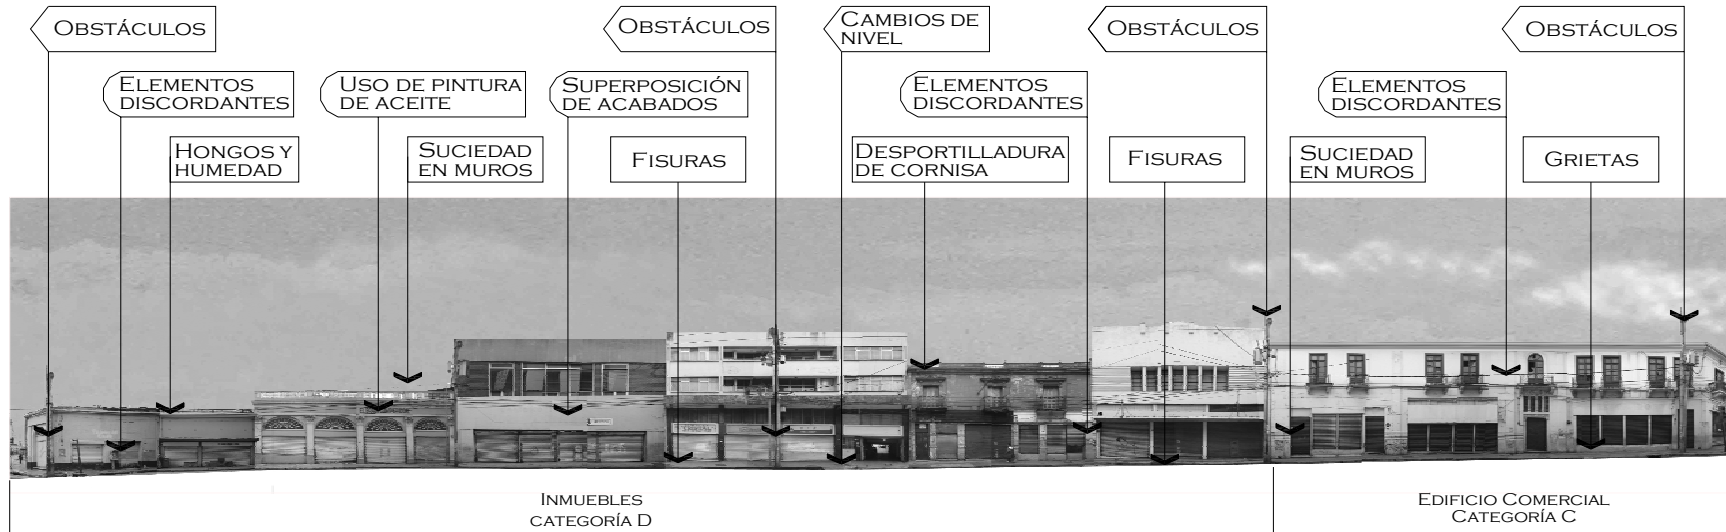 OBSTÁCULOS
OBSTÁCULOS
CAMBIOS DE
NIVEL
OBSTÁCULOS
OBSTÁCULOS
ELEMENTOS
DISCORDANTES
USO DE PINTURA
DE ACEITE
SUPERPOSICIÓN
DE ACABADOS
ELEMENTOS
DISCORDANTES
ELEMENTOS
DISCORDANTES
HONGOS Y
HUMEDAD
SUCIEDAD
EN MUROS
FISURAS
DESPORTILLADURA
DE CORNISA
FISURAS
SUCIEDAD
EN MUROS
GRIETAS
INMUEBLES
CATEGORÍA D
EDIFICIO COMERCIAL
CATEGORÍA C